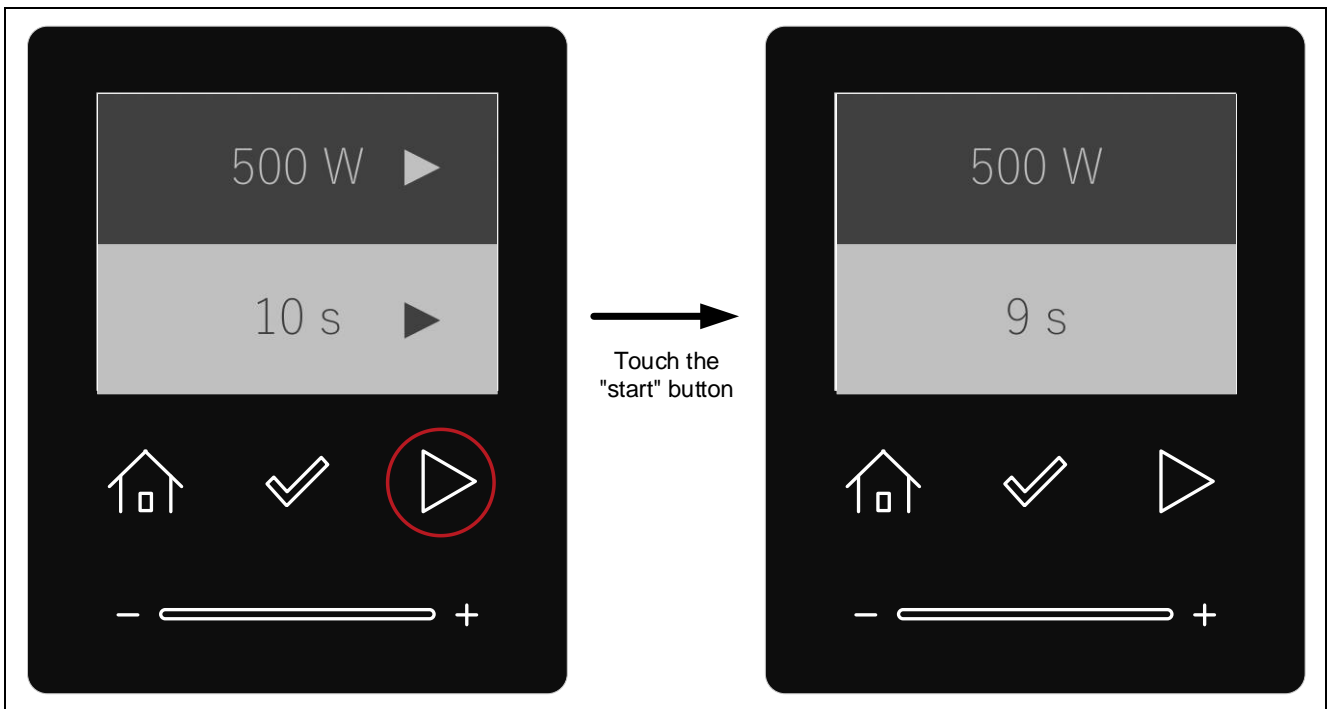 500 W
10 s
Touch the
"start" button
500 W
9 s
- +
- +